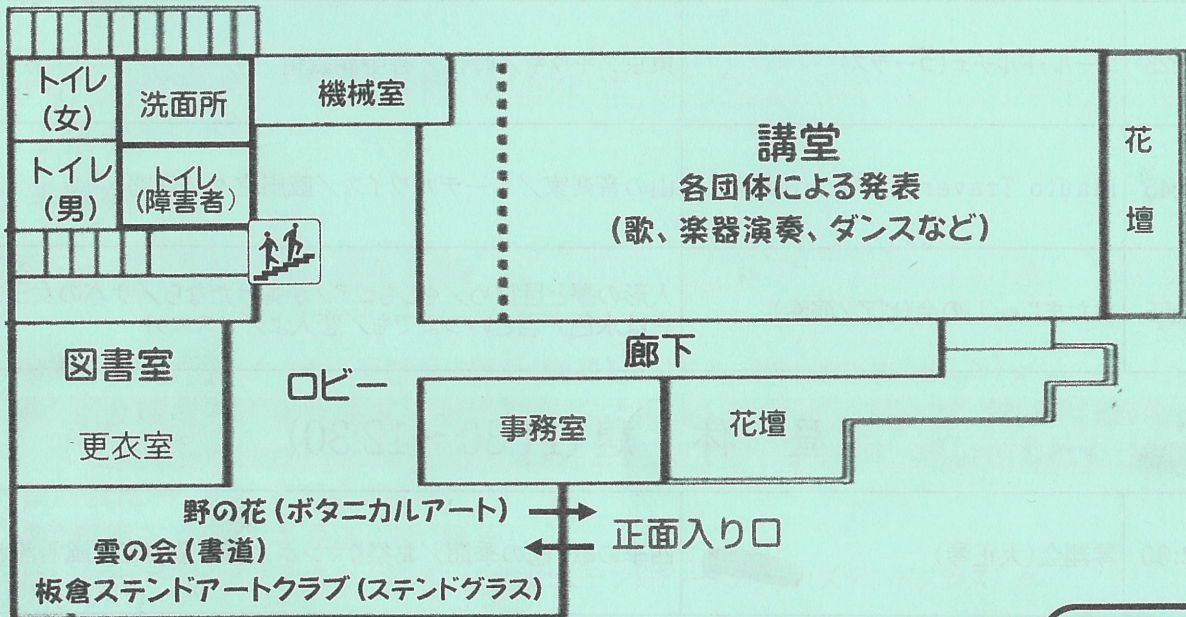 トイレ
(女)
洗面所
機械室
講堂
各団体による発表
(歌、楽器演奏、ダンスなど)
花
壇
トイレ
(男)
トイレ
(障害者)
図書室
更衣室
ロビー
廊下
事務室
花壇
野の花(ボタニカルアート)
雲の会(書道)
板倉ステンドアートクラブ(ステンドグラス)
正面入り口